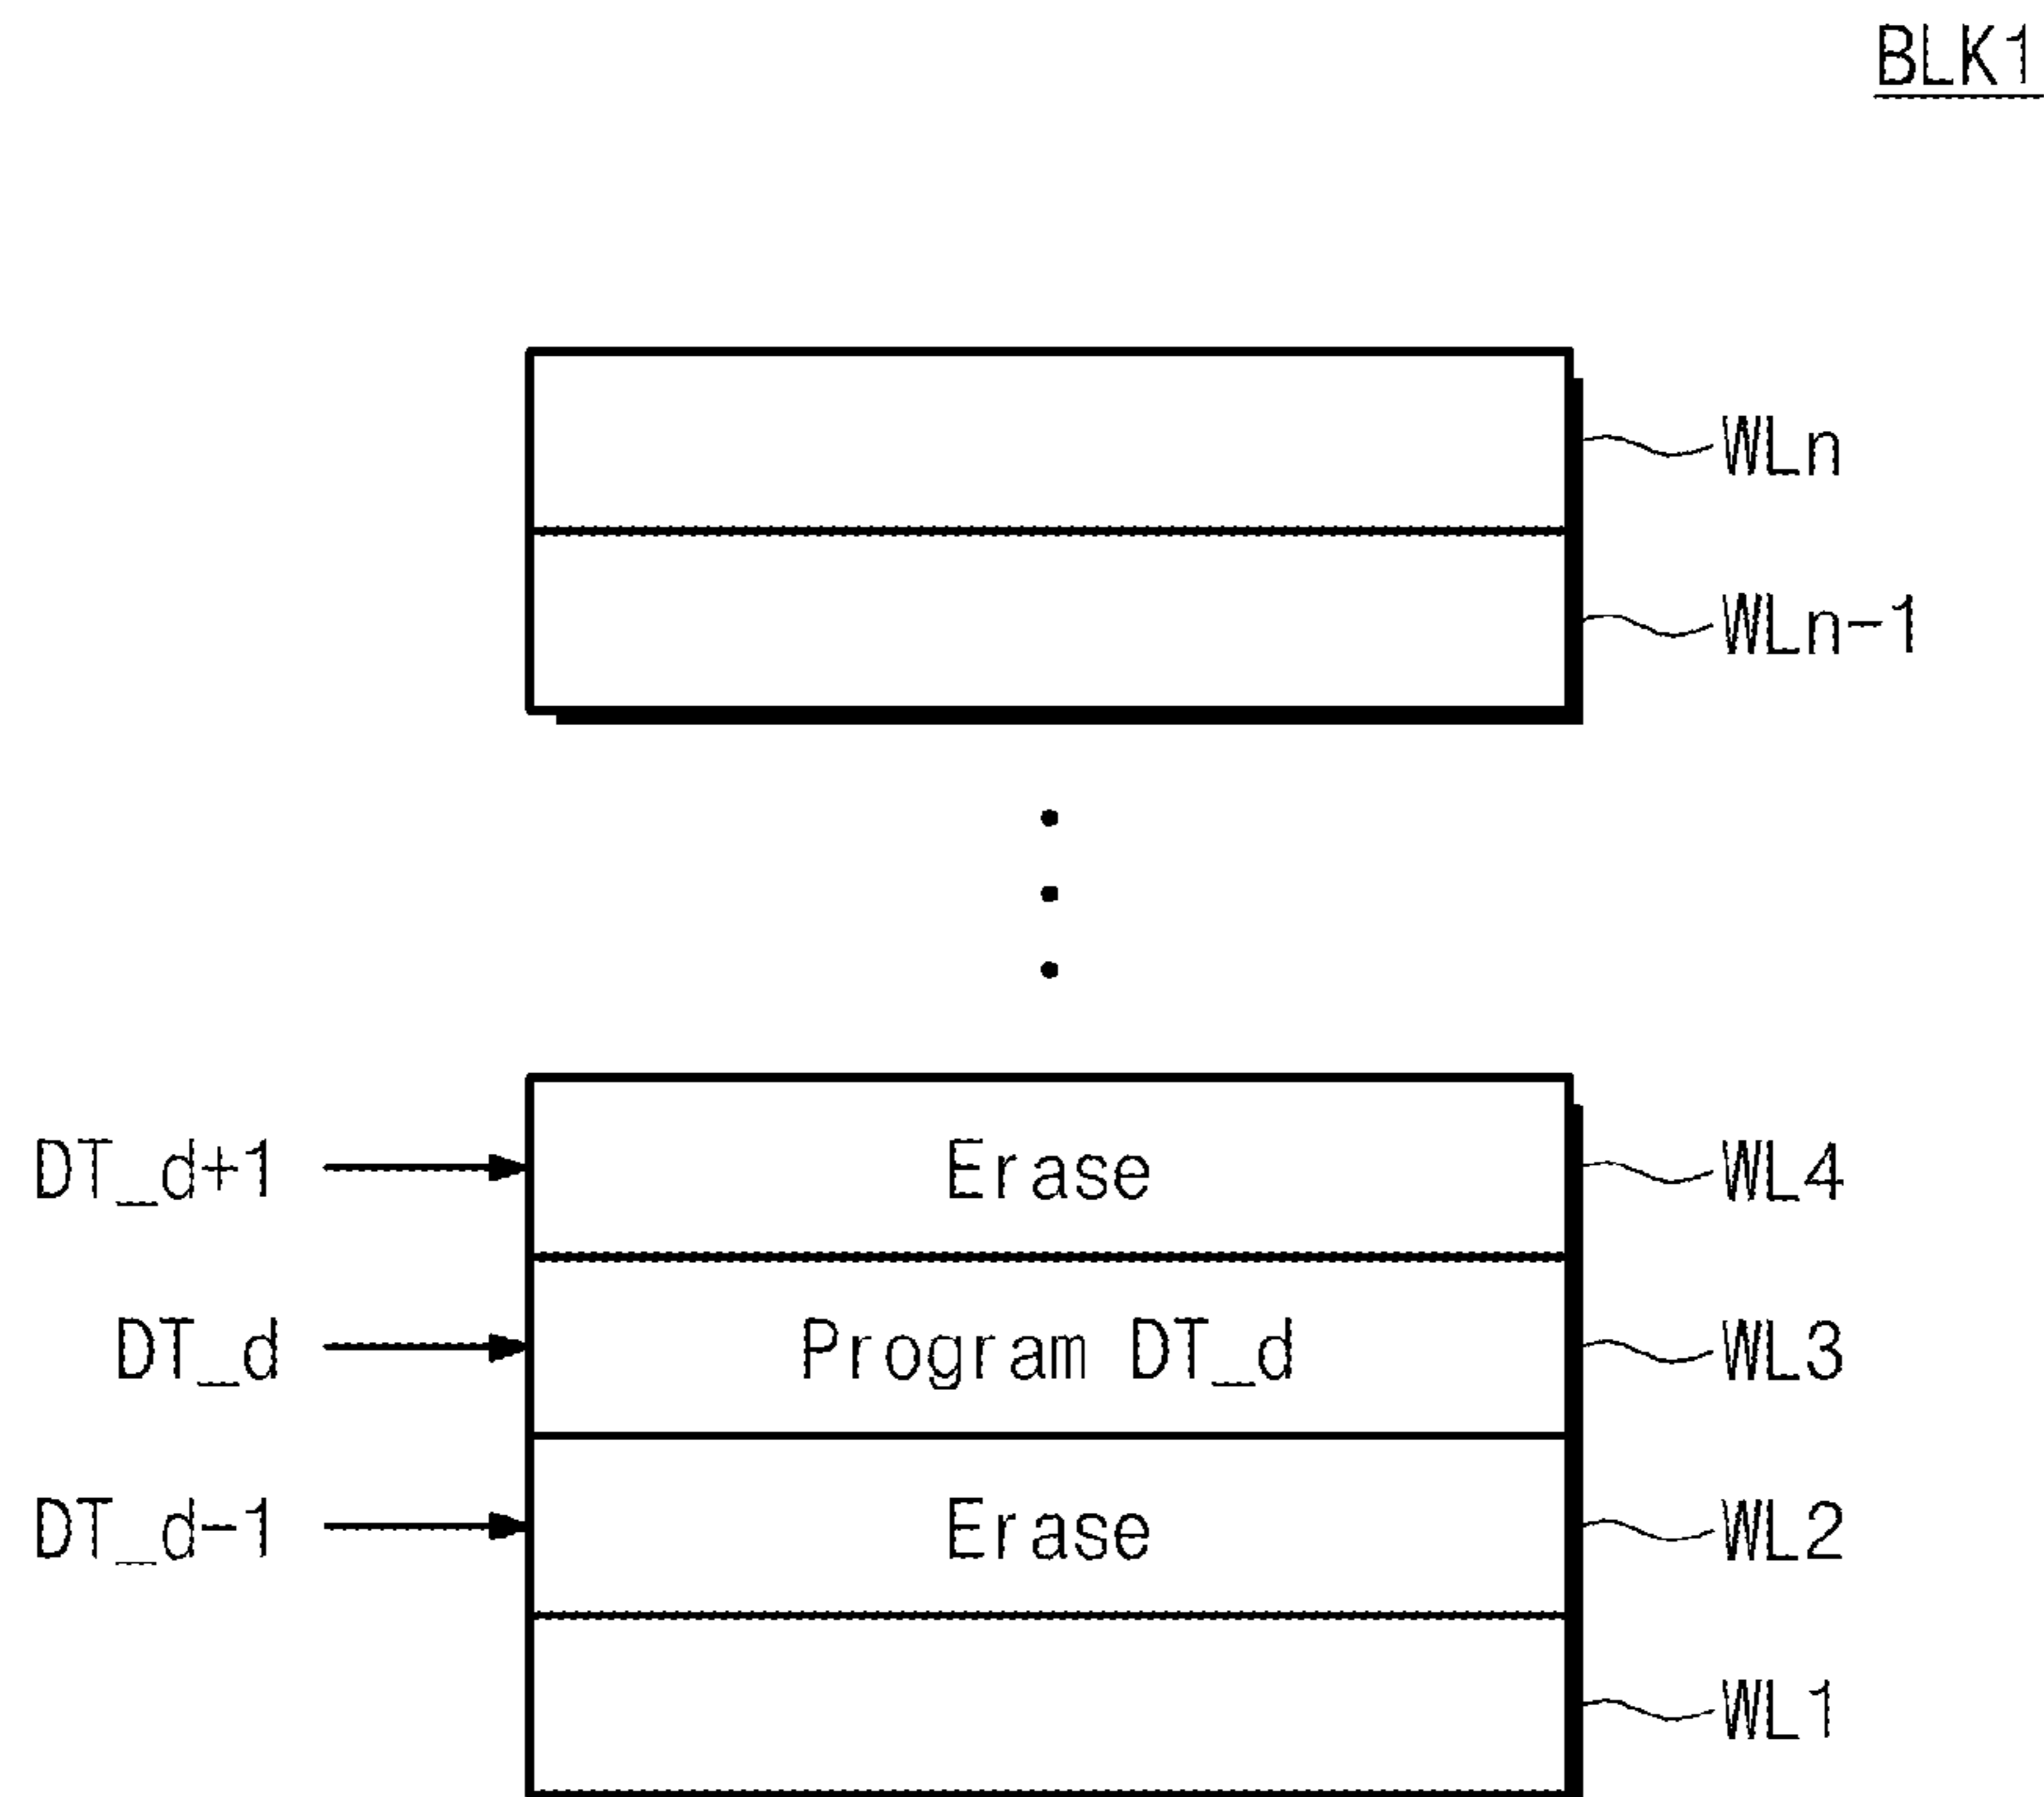 BLK1
WLn
WLn-1
DT_d+1 Erase WL4
DT_d Program DT_d WL3
DT_d-1 Erase WL2
WL1